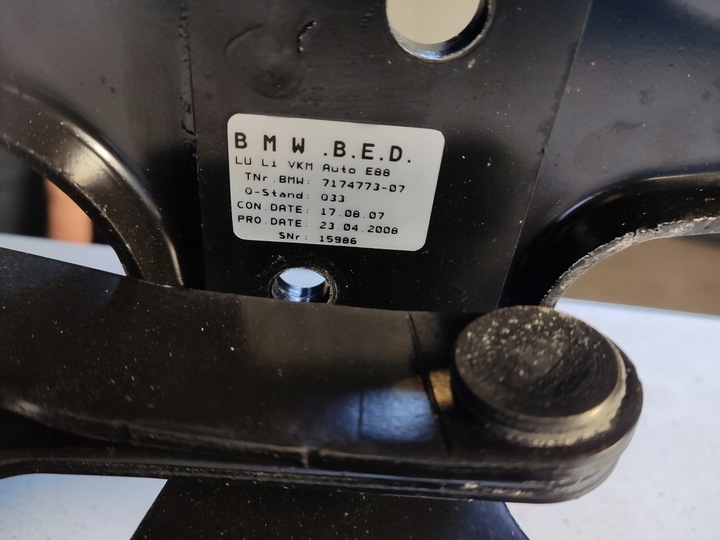 BMW .B.E.D.
LU Li VKM Auto E88
TNr.BMW: 7174773-07
Q-Stand: 033
CON.DATE: 17.08.07
PRO.DATE: 23.04.2008
SNr: 15986